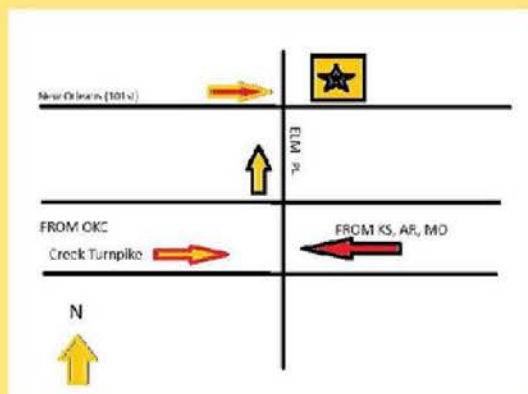 New Orleans (101st)
ELM PL
FROM OKC
FROM KS, AR, MO
Creek Turnpike
N